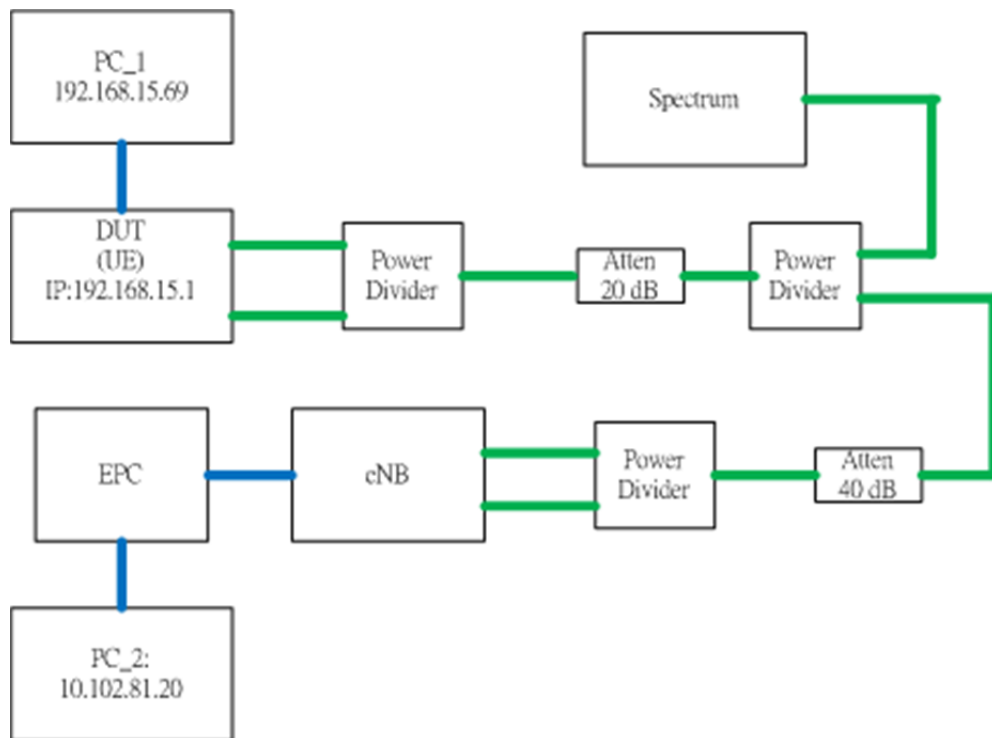 PC_1
192.168.15.69
Spectrum
DUT
(UE)
IP:192.168.15.1
Power
Divider
Atten
20 dB
Power
Divider
EPC
eNB
Power
Divider
Atten
40 dB
PC_2:
10.102.81.20